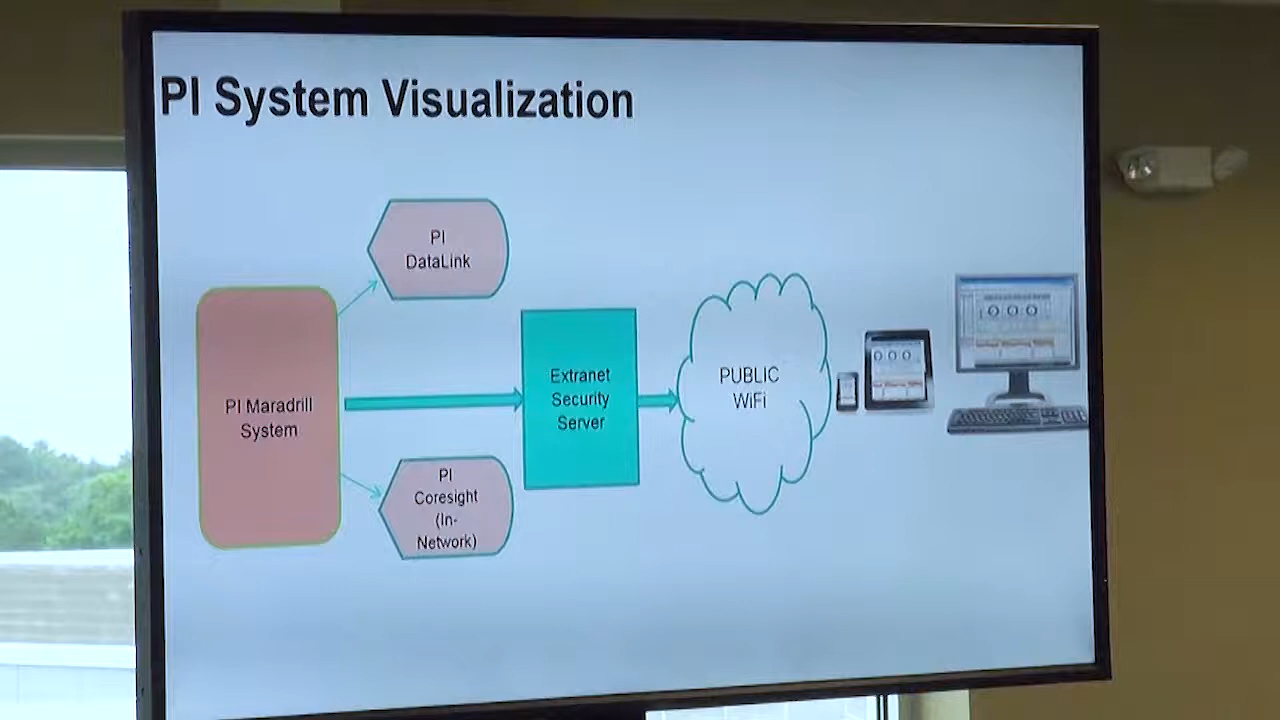 PI System Visualization
PI
DataLink
PI Maradrill
System
PI
Coresight
(In-
Network)
Extranet
Security
Server
PUBLIC
WiFi